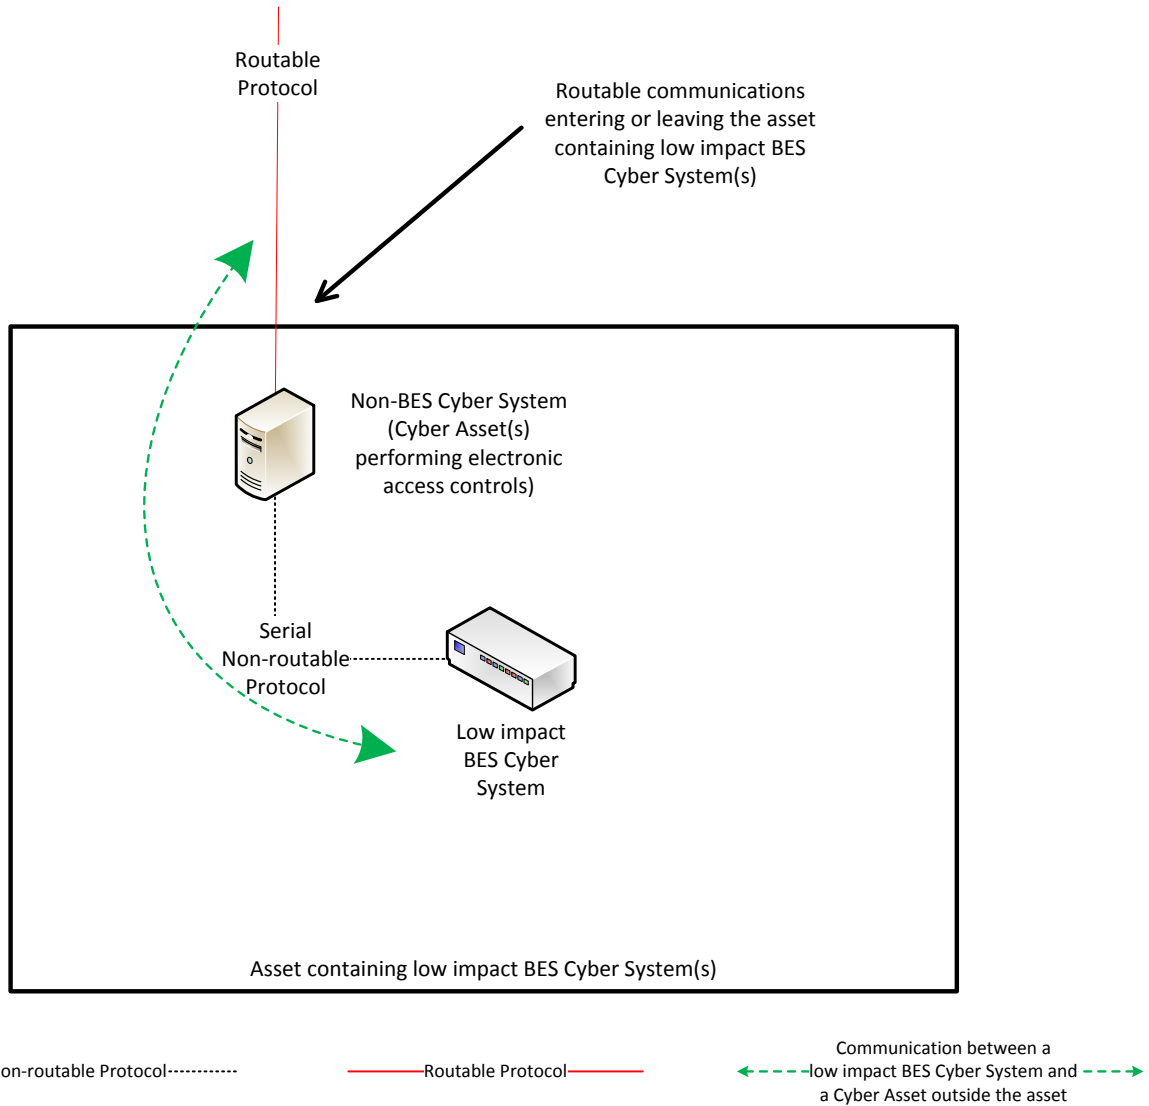 Routable
Protocol
Routable communications
entering or leaving the asset
containing low impact BES
Cyber System(s)
Non-BES Cyber System
(Cyber Asset(s)
performing electronic
access controls)
Serial
Non-routable
Protocol
Low impact
BES Cyber
System
Asset containing low impact BES Cyber System(s)
on-routable Protocol
Routable Protocol
Communication between a
low impact BES Cyber System and
a Cyber Asset outside the asset